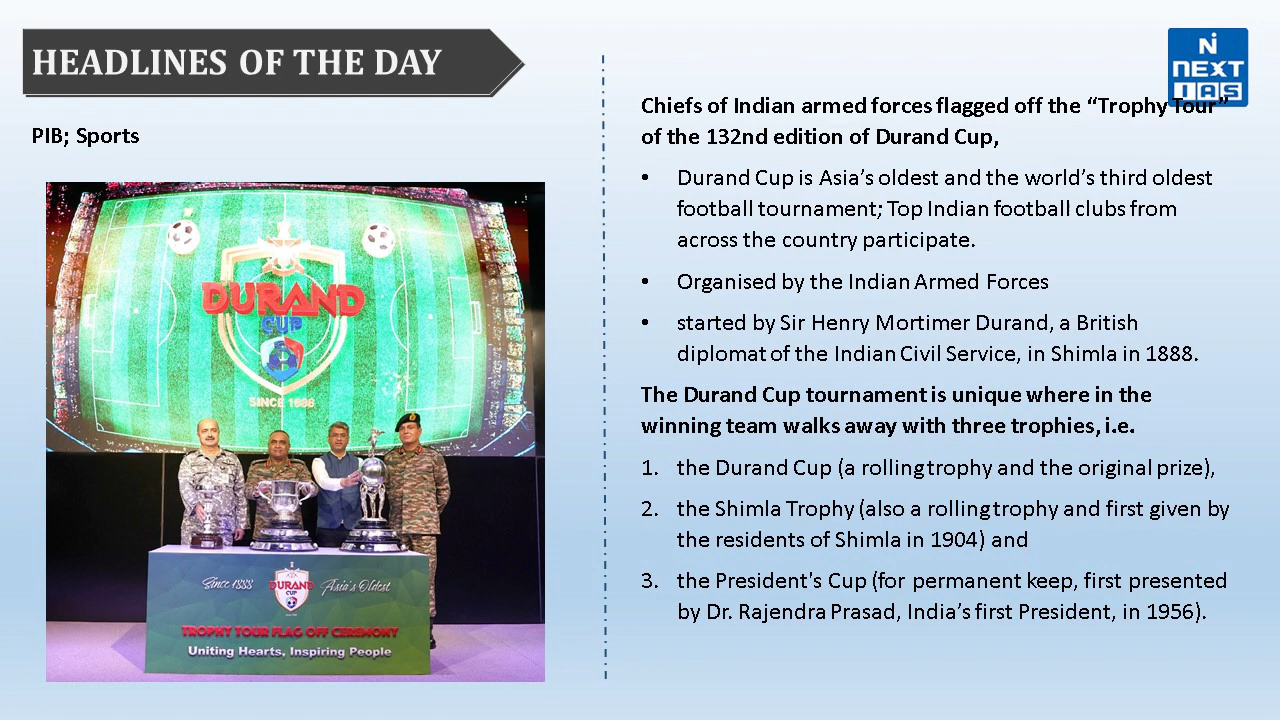 HEADLINES OF THE DAY
PIB; Sports
DURAND
CUP
SINCE 1888
Since 1888
DURAND
CUP
Asia's Oldest
TROPHY TOUR FLAG OFF CEREMONY
Uniting Hearts, Inspiring People
N
NEXT
IAS
Chiefs of Indian armed forces flagged off the “Trophy Tour”
of the 132nd edition of Durand Cup,
• Durand Cup is Asia’s oldest and the world’s third oldest
football tournament; Top Indian football clubs from
across the country participate.
• Organised by the Indian Armed Forces
• started by Sir Henry Mortimer Durand, a British
diplomat of the Indian Civil Service, in Shimla in 1888.
The Durand Cup tournament is unique where in the
winning team walks away with three trophies, i.e.
1. the Durand Cup (a rolling trophy and the original prize),
2. the Shimla Trophy (also a rolling trophy and first given by
the residents of Shimla in 1904) and
3. the President's Cup (for permanent keep, first presented
by Dr. Rajendra Prasad, India’s first President, in 1956).